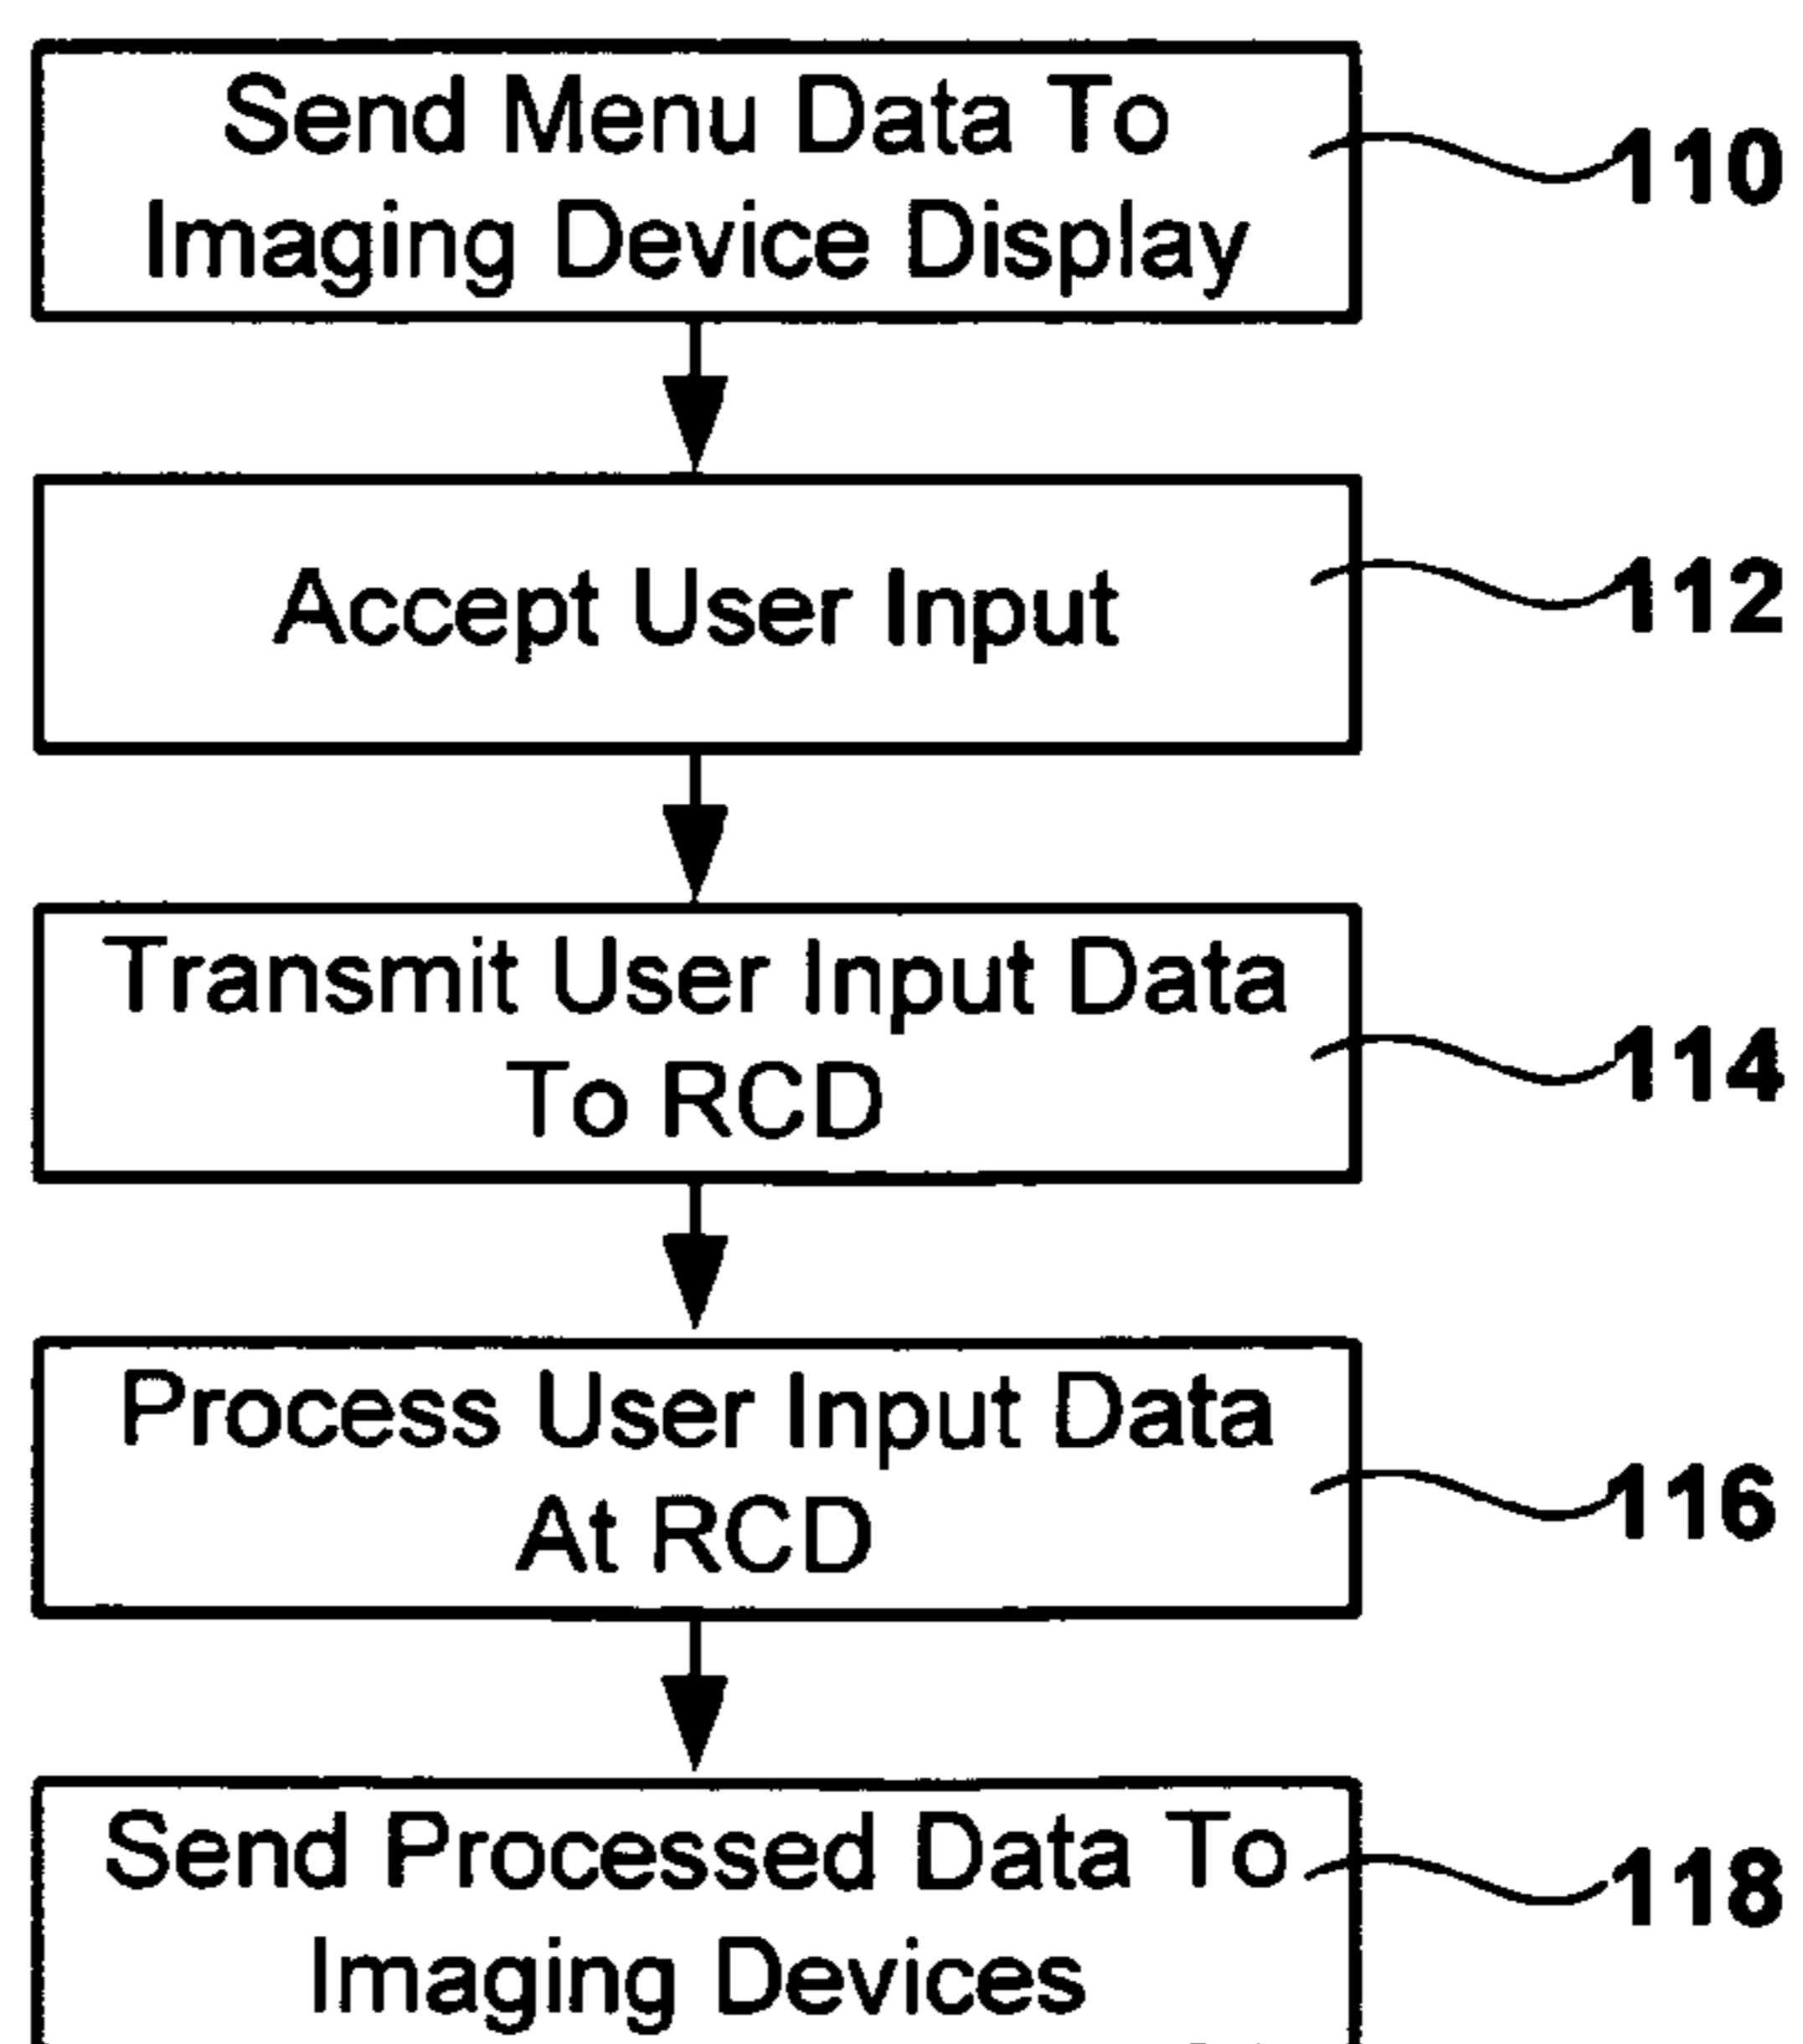 Send Menu Data To
Imaging Device Display
110
Accept User Input
112
Transmit User Input Data
To RCD
114
Process User Input Data
At RCD
116
Send Processed Data To
Imaging Devices
118